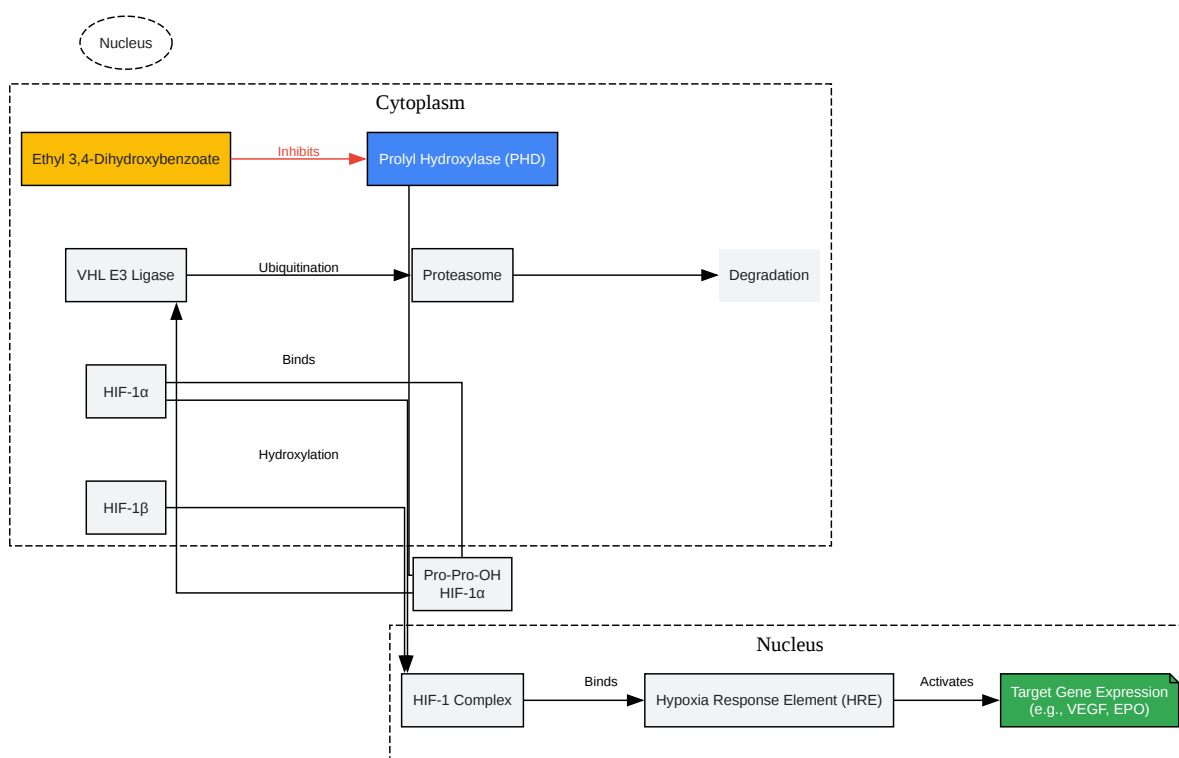 Nucleus
Cytoplasm
Ethyl 3,4-Dihydroxybenzoate
Inhibits
Prolyl Hydroxylase (PHD)
VHL E3 Ligase
Ubiquitination
Proteasome
Degradation
Binds
HIF-1α
Hydroxylation
HIF-1β
Pro-Pro-OH
HIF-1α
Nucleus
HIF-1 Complex
Binds
Hypoxia Response Element (HRE)
Activates
Target Gene Expression
(e.g., VEGF, EPO)